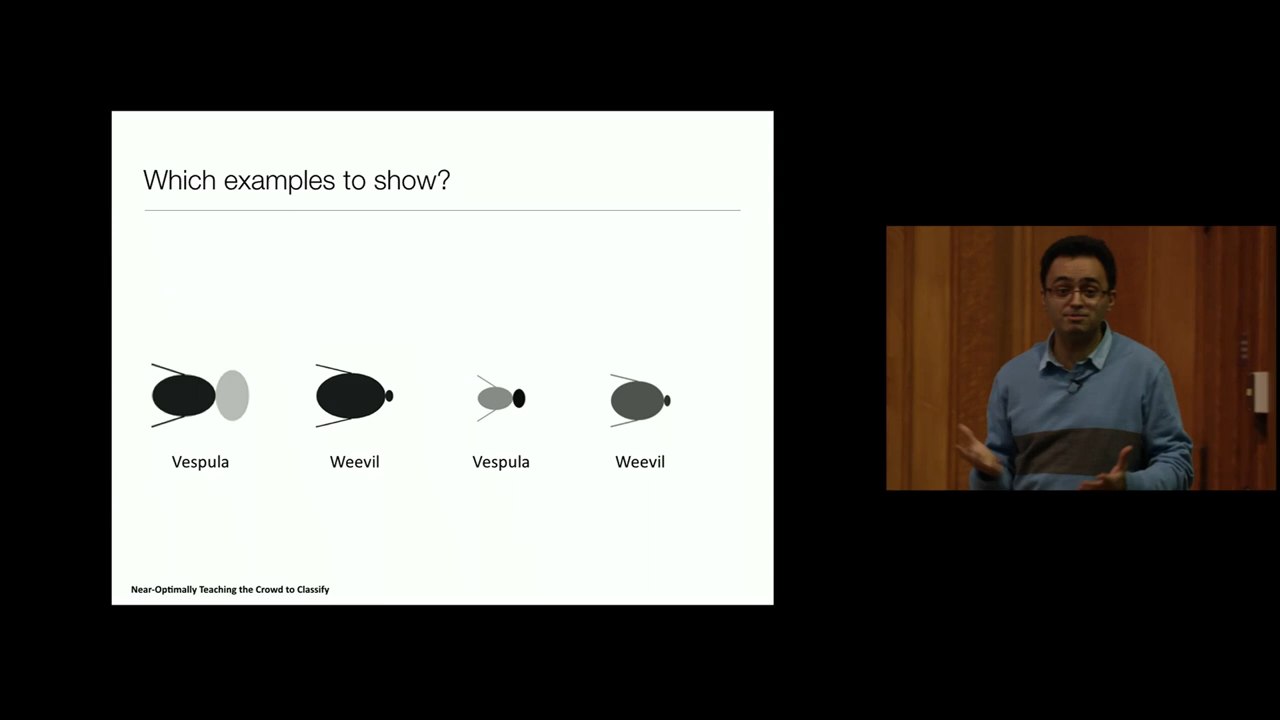 Which examples to show?
Vespula Weevil Vespula Weevil
Near-Optimally Teaching the Crowd to Classify